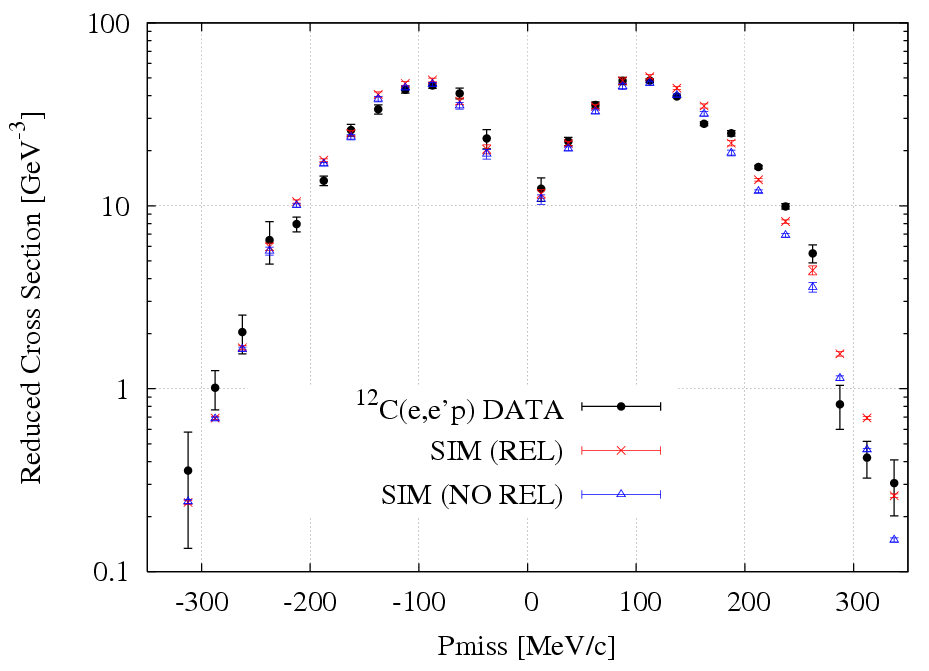 100
10
1
0.1
Reduced Cross Section [GeV⁻³]
¹²C(e,e’p) DATA
SIM (REL)
SIM (NO REL)
-300 -200 -100 0 100 200 300
Pmiss [MeV/c]